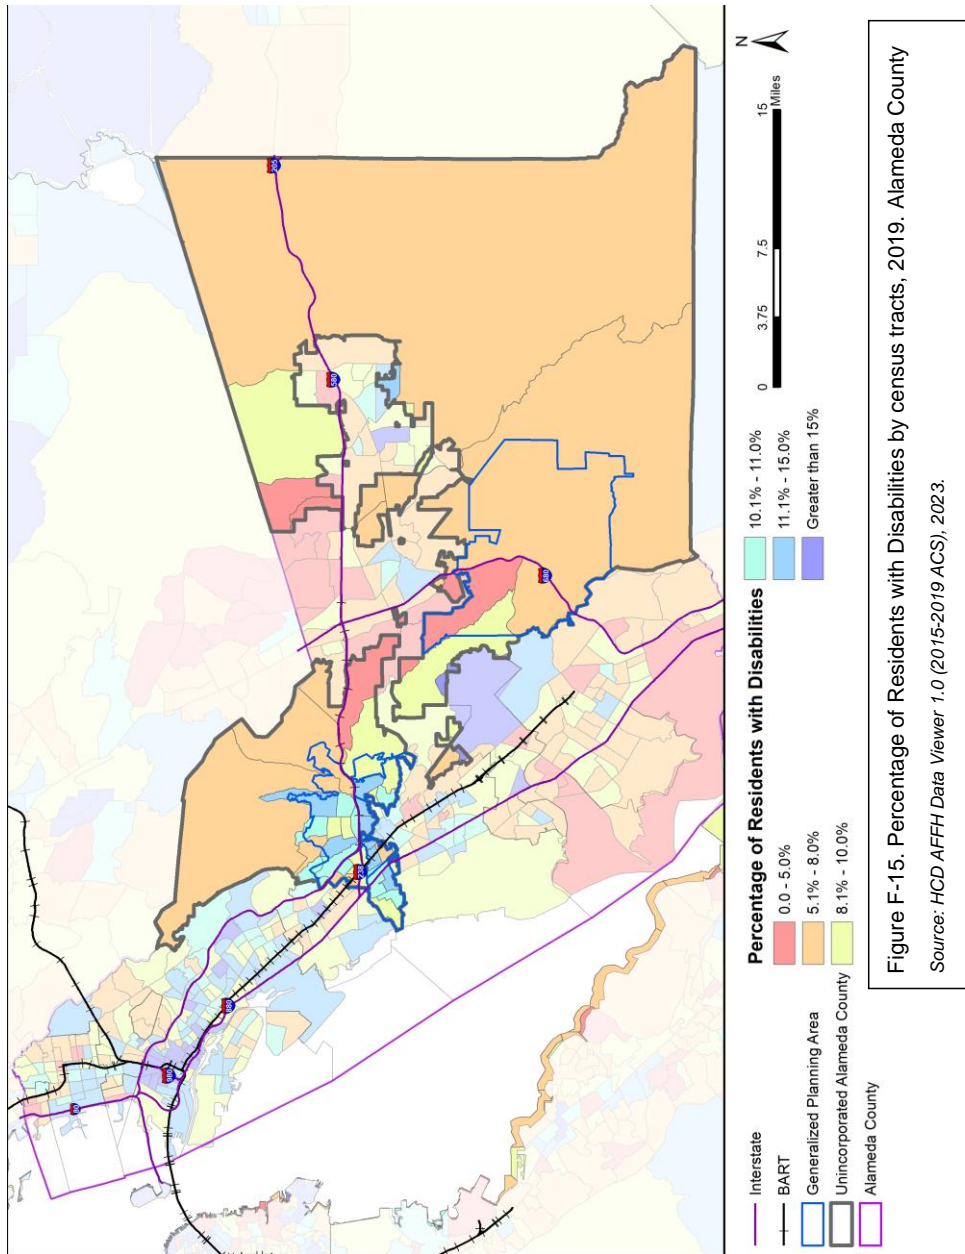 80
880
238
580
680
205
Interstate
BART
Generalized Planning Area
Unincorporated Alameda County
Alameda County
Percentage of Residents with Disabilities
0.0 - 5.0%
5.1% - 8.0%
8.1% - 10.0%
10.1% - 11.0%
11.1% - 15.0%
Greater than 15%
0 3.75 7.5 15
Miles
N
Figure F-15. Percentage of Residents with Disabilities by census tracts, 2019. Alameda County
Source: HCD AFFH Data Viewer 1.0 (2015-2019 ACS), 2023.